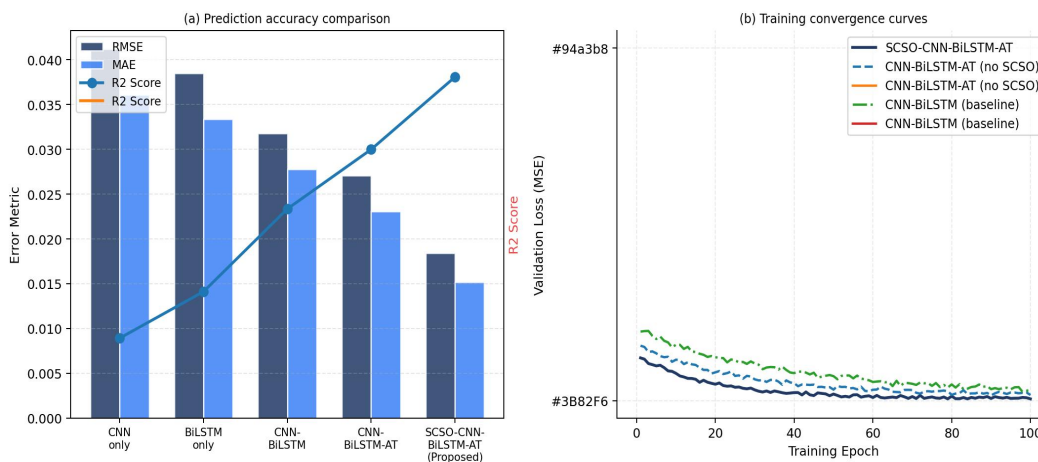 (a) Prediction accuracy comparison
RMSE
MAE
R2 Score
R2 Score
Error Metric
0.040
0.035
0.030
0.025
0.020
0.015
0.010
0.005
0.000
CNN
only
BiLSTM
only
CNN-
BiLSTM
CNN-
BiLSTM-AT
SCSO-CNN-
BiLSTM-AT
(Proposed)
R2 Score
(b) Training convergence curves
SCSO-CNN-BiLSTM-AT
CNN-BiLSTM-AT (no SCSO)
CNN-BiLSTM-AT (no SCSO)
CNN-BiLSTM (baseline)
CNN-BiLSTM (baseline)
Validation Loss (MSE)
#94a3b8
#3B82F6
0
20
40
60
80
100
Training Epoch